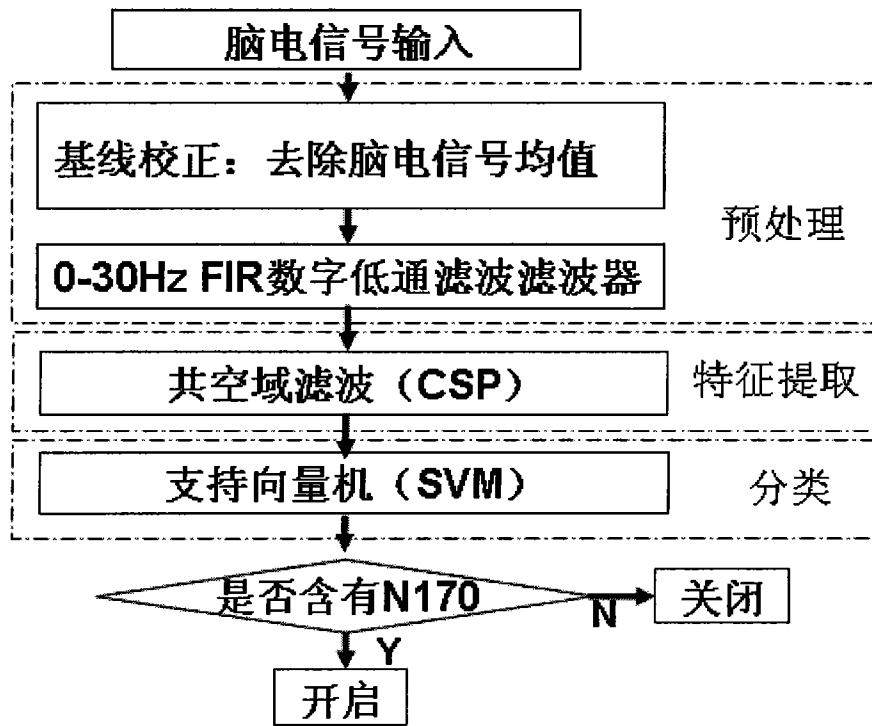 脑电信号输入
基线校正：去除脑电信号均值
预处理
0-30Hz FIR数字低通滤波滤波器
共空域滤波（CSP）
特征提取
支持向量机（SVM）
分类
是否含有N170
N
关闭
Y
开启